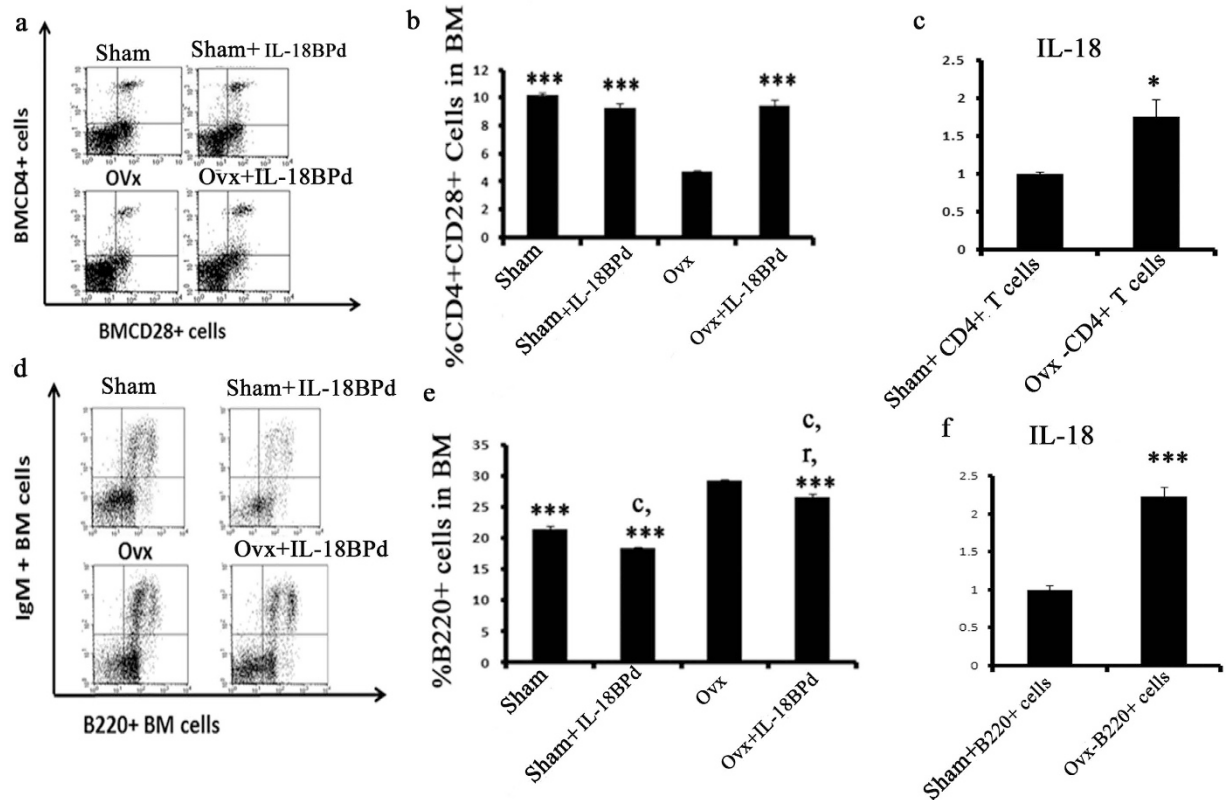 a
Sham
Sham+ IL-18BPd
OVx
Ovx+IL-18BPd
BMCD4+ cells
BMCD28+ cells
b
%CD4+CD28+ Cells in BM
12
10
8
6
4
2
0
***
***
***
Sham
Sham+IL-18BPd
Ovx
Ovx+IL-18BPd
c
IL-18
2.5
2
1.5
1
0.5
0
*
Sham+ CD4+ T cells
Ovx -CD4+ T cells
d
Sham
Sham+ IL-18BPd
Ovx
Ovx+IL-18BPd
IgM + BM cells
B220+ BM cells
e
%B220+ cells in BM
35
30
25
20
15
10
5
0
***
c,
***
c,
r,
***
Sham
Sham+ IL-18BPd
Ovx
Ovx+IL-18BPd
f
IL-18
2.5
2
1.5
1
0.5
0
***
Sham+B220+ cells
Ovx-B220+ cells